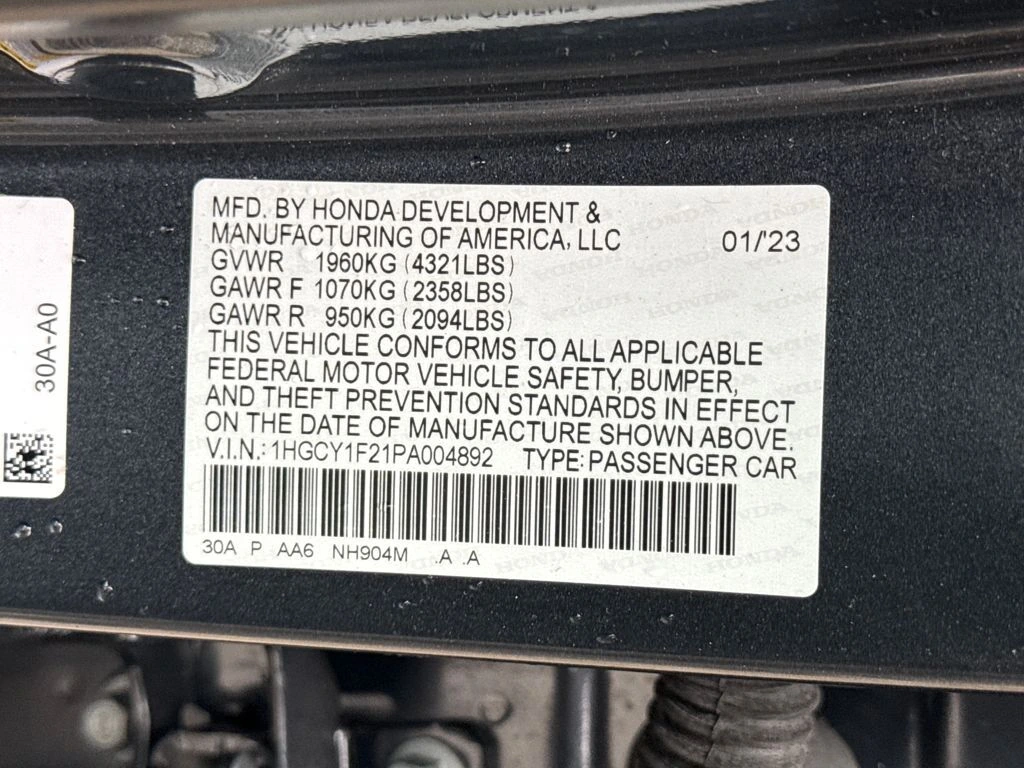 MFD. BY HONDA DEVELOPMENT &
MANUFACTURING OF AMERICA, LLC 01/'23
GVWR 1960KG (4321LBS)
GAWR F 1070KG (2358LBS)
GAWR R 950KG (2094LBS)
THIS VEHICLE CONFORMS TO ALL APPLICABLE
FEDERAL MOTOR VEHICLE SAFETY, BUMPER,
AND THEFT PREVENTION STANDARDS IN EFFECT
ON THE DATE OF MANUFACTURE SHOWN ABOVE.
V.I.N.: 1HGCY1F21PA004892 TYPE: PASSENGER CAR
30A P AA6 NH904M .A .A
30A-A0